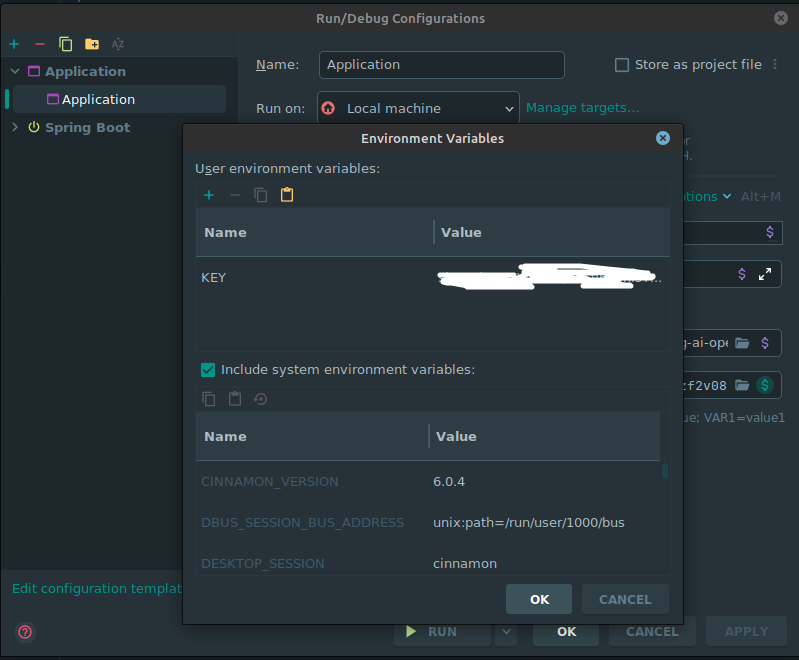 Run/Debug Configurations
Application
Application
Spring Boot
Name: Application
Store as project file
Run on: Local machine
Manage targets...
Alt+M
Environment Variables
User environment variables:
Name Value
KEY
Include system environment variables:
Name Value
CINNAMON_VERSION 6.0.4
DBUS_SESSION_BUS_ADDRESS unix:path=/run/user/1000/bus
DESKTOP_SESSION cinnamon
OK CANCEL
g-ai-ope
zf2v08
ue; VAR1=value1
Edit configuration templat
RUN OK CANCEL APPLY